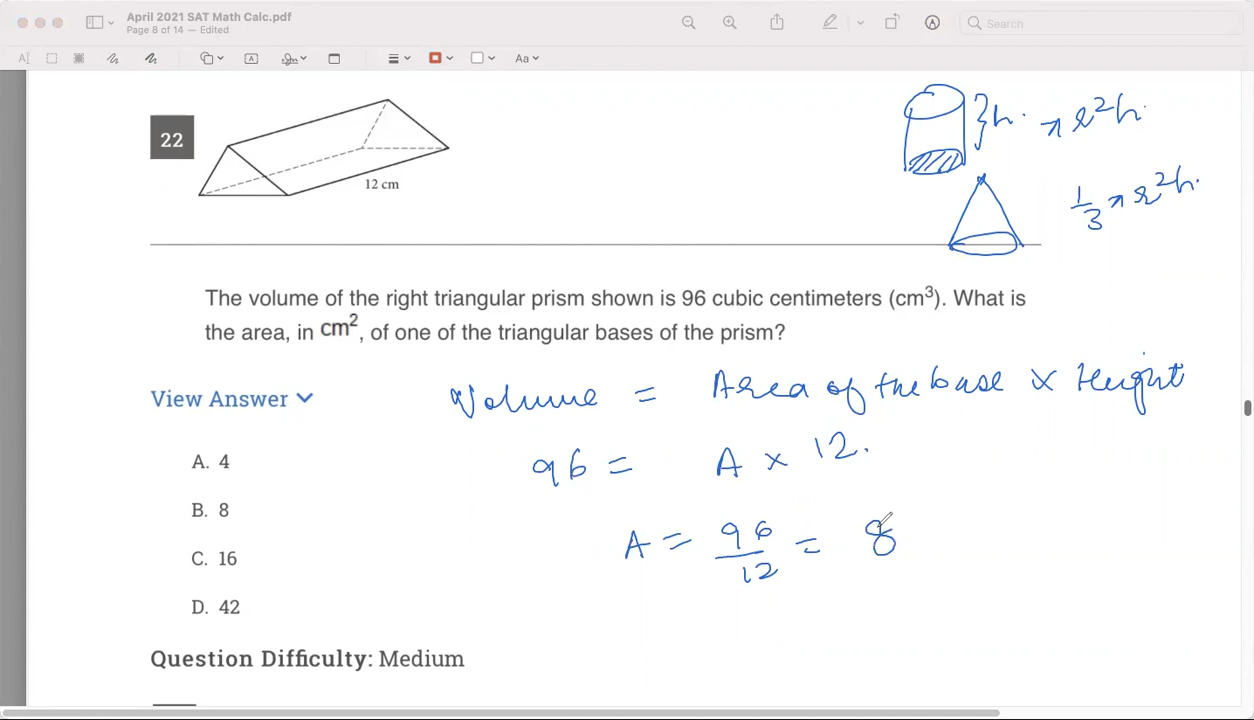 April 2021 SAT Math Calc.pdf
Page 8 of 14 — Edited
Search
Aa
22
12 cm
}h. πr²h.
1/3 πr²h.
The volume of the right triangular prism shown is 96 cubic centimeters (cm³). What is
the area, in cm², of one of the triangular bases of the prism?
View Answer
Volume = Area of the base × Height
96 = A × 12.
A = 96/12 = 8
A. 4
B. 8
C. 16
D. 42
Question Difficulty: Medium